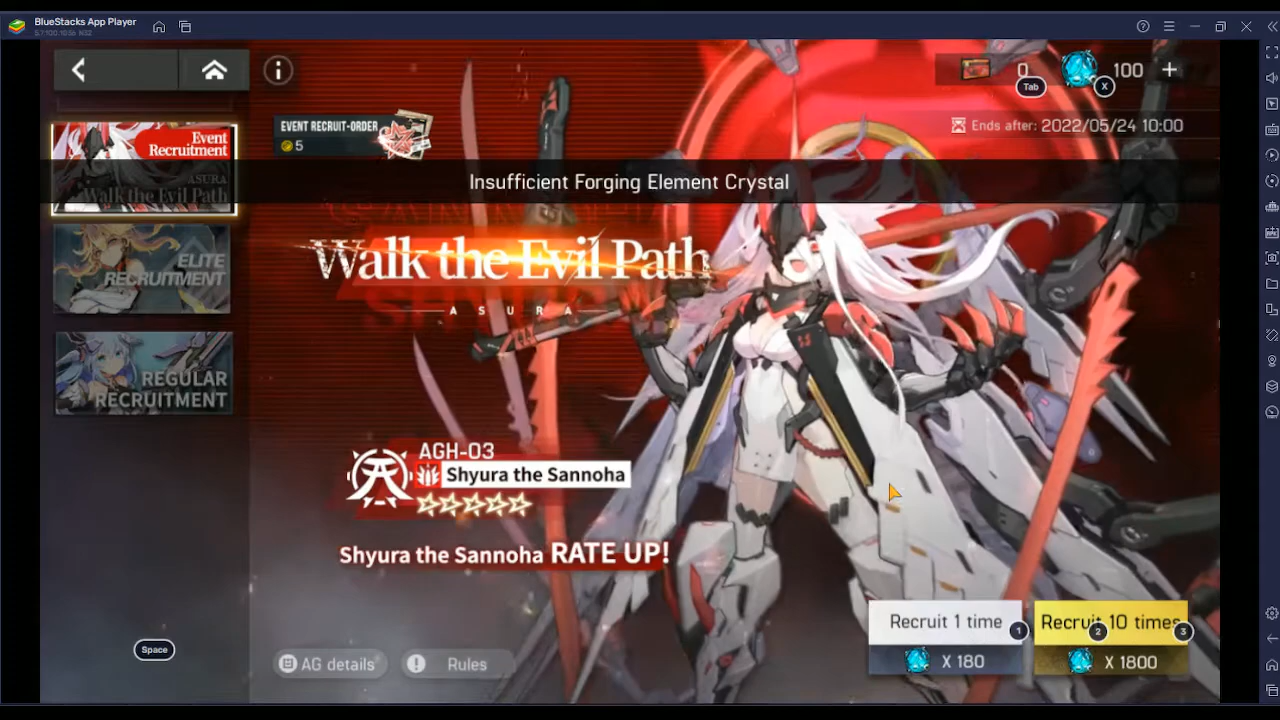 BlueStacks App Player
0
Tab
100
X
Ends after: 2022/05/24 10:00
Event
Recruitment
ASURA
Walk the Evil Path
EVENT RECRUIT-ORDER
5
Insufficient Forging Element Crystal
ELITE
RECRUITMENT
REGULAR
RECRUITMENT
Walk the Evil Path
ASURA
AGH-03
Shyura the Sannoha
Shyura the Sannoha RATE UP!
Space
AG details
Rules
Recruit 1 time
1
X 180
Recruit 10 times
2
3
X 1800